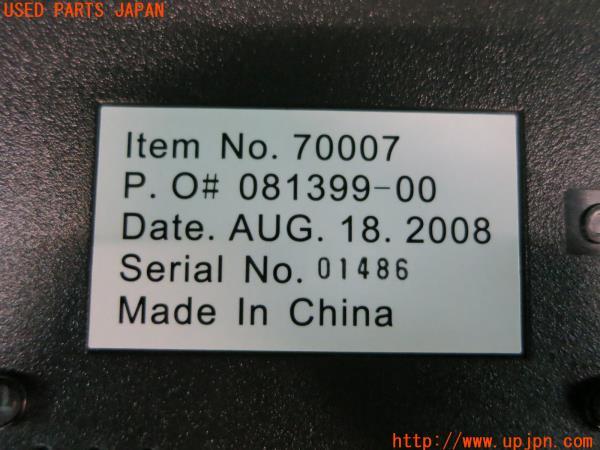 USED PARTS JAPAN
Item No. 70007
P. O# 081399-00
Date. AUG. 18. 2008
Serial No. 01486
Made In China
http://www.upjpn.com/